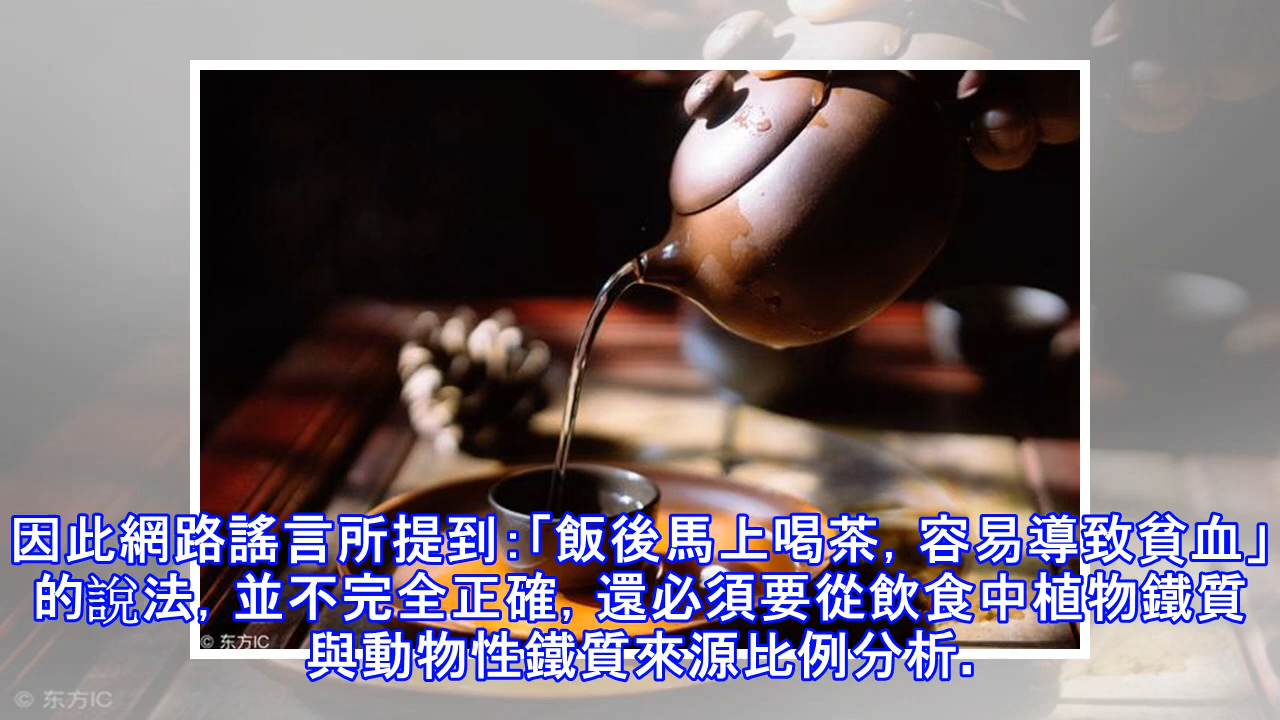 因此網路謠言所提到:「飯後馬上喝茶, 容易導致貧血」
的說法, 並不完全正確, 還必須要從飲食中植物鐵質
© 东方IC
與動物性鐵質來源比例分析.
© 东方IC